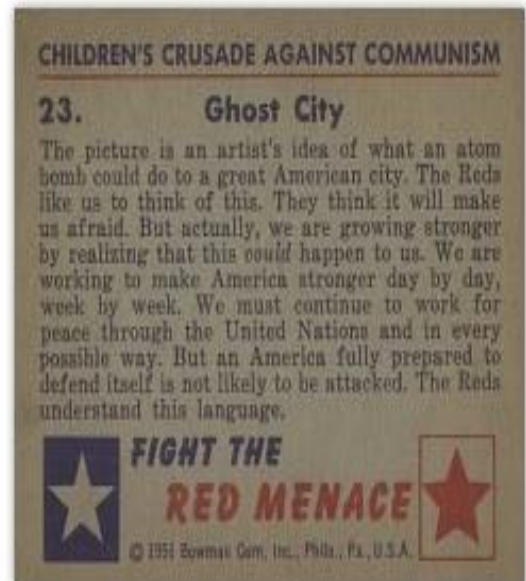 CHILDREN'S CRUSADE AGAINST COMMUNISM
23. Ghost City
The picture is an artist's idea of what an atom
bomb could do to a great American city. The Reds
like us to think of this. They think it will make
us afraid. But actually, we are growing stronger
by realizing that this could happen to us. We are
working to make America stronger day by day,
week by week. We must continue to work for
peace through the United Nations and in every
possible way. But an America fully prepared to
defend itself is not likely to be attacked. The Reds
understand this language.
FIGHT THE
RED MENACE
© 1951 Bowman Gum, Inc., Phila., Pa., U.S.A.